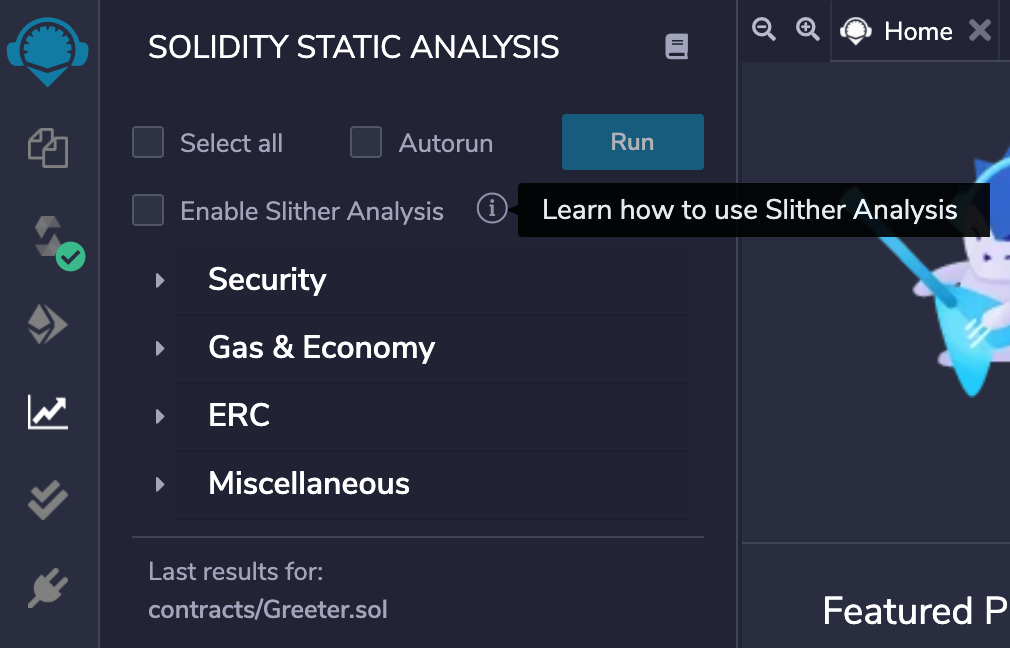 SOLIDITY STATIC ANALYSIS
Home
Select all
Autorun
Run
Enable Slither Analysis
Learn how to use Slither Analysis
Security
Gas & Economy
ERC
Miscellaneous
Last results for:
contracts/Greeter.sol
Featured P